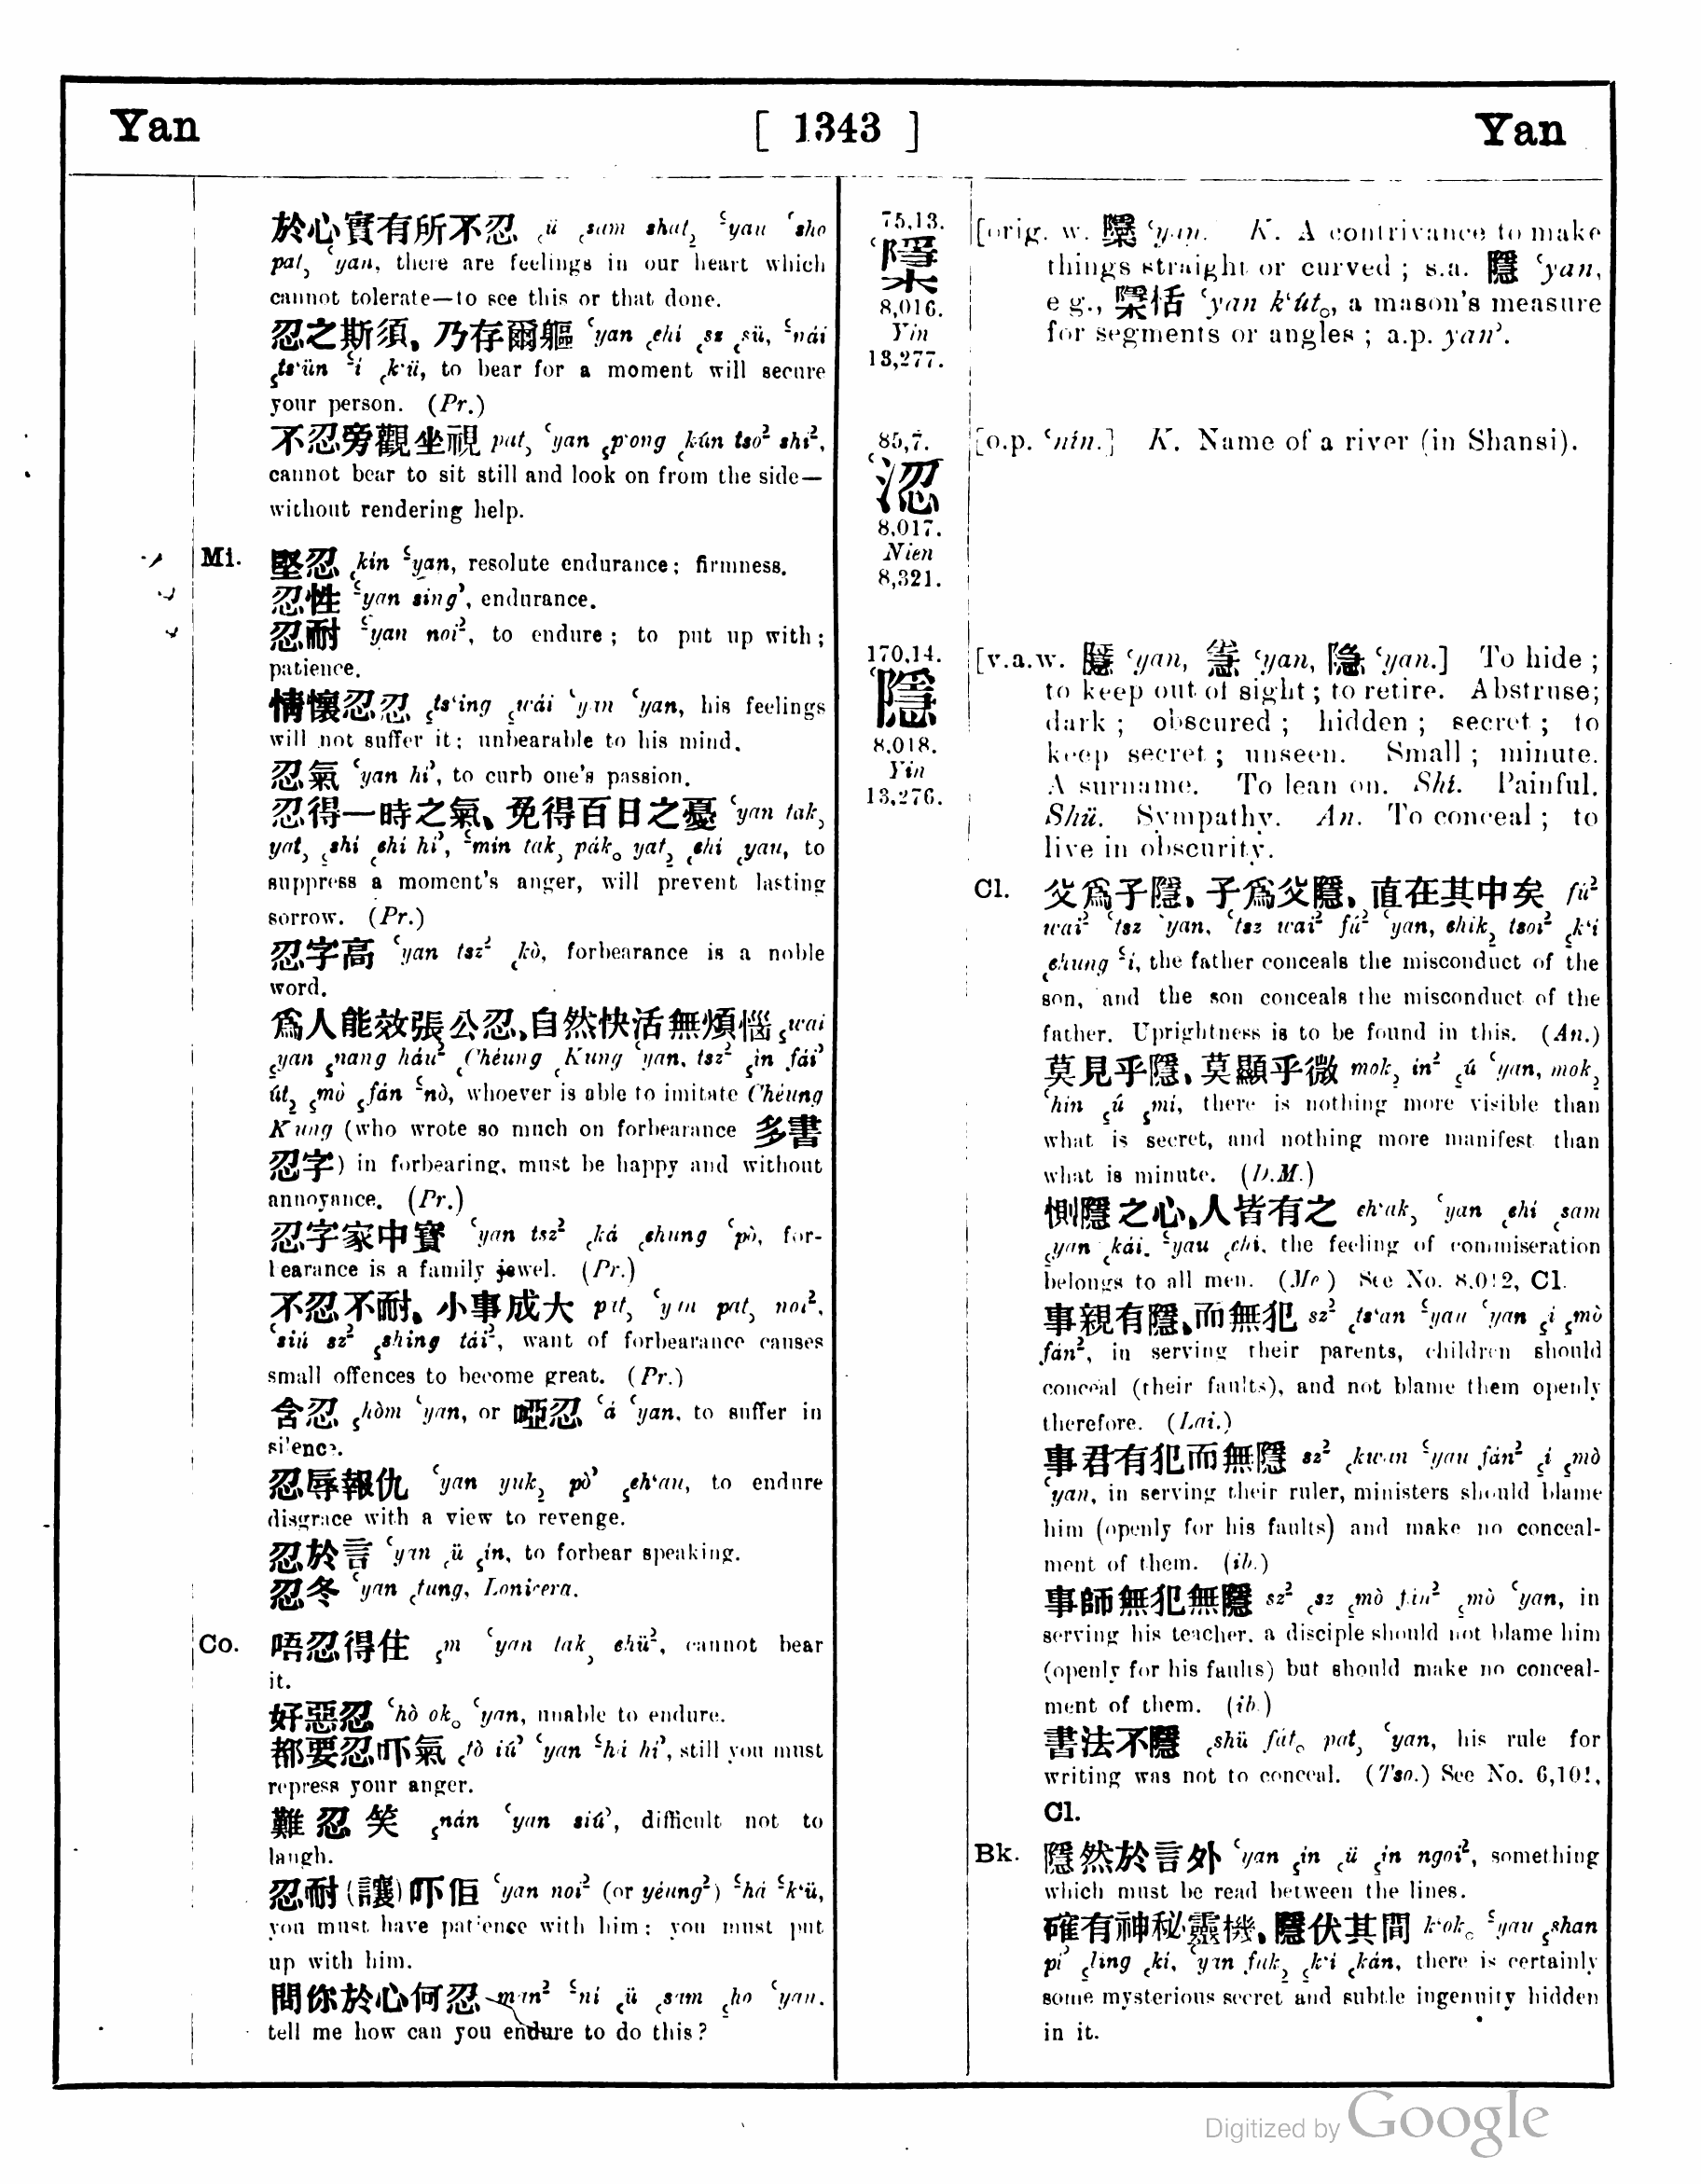 Yan [ 1343 ] Yan
於心實有所不忍 ꜀ü ꜀sam shat꜇ ꜃yau ꜂sho
pat꜆ ꜂yan, there are feelings in our heart which
cannot tolerate—to see this or that done.
忍之斯須，乃存爾軀 ꜂yan ꜀chí ꜀sz ꜀sü, ꜃nái
꜁ts‘ün ꜃í ꜀k‘ü, to bear for a moment will secure
your person. (Pr.)
不忍旁觀坐視 pat꜆ ꜂yan ꜁p‘ong ꜀kún tso² shí²,
cannot bear to sit still and look on from the side—
without rendering help.
Mi. 堅忍 ꜀kín ꜃yan, resolute endurance; firmness.
忍性 ꜃yan sing꜄, endurance.
忍耐 ꜃yan noi², to endure; to put up with;
patience.
情懷忍忍 ꜁ts‘ing ꜁wái ꜂yan ꜂yan, his feelings
will not suffer it; unbearable to his mind.
忍氣 ꜂yan hí꜄, to curb one's passion.
忍得一時之氣、免得百日之憂 ꜂yan tak꜆
yat꜆ ꜁shí ꜀chí hí꜄, ꜃mín tak꜆ pák꜀ yat꜇ ꜀chí ꜀yau, to
suppress a moment's anger, will prevent lasting
sorrow. (Pr.)
忍字高 ꜂yan tsz² ꜀kò, forbearance is a noble
word.
爲人能效張公忍、自然快活無煩惱 ꜁wai
꜁yan ꜁nang háu² ꜀Chéung ꜀Kung ꜂yan, tsz² ꜁ín fái꜄
út꜇ ꜁mò ꜁fán ꜃nò, whoever is able to imitate Chéung
Kung (who wrote so much on forbearance 多書
忍字) in forbearing, must be happy and without
annoyance. (Pr.)
忍字家中寶 ꜂yan tsz² ꜀ká ꜀chung ꜂pò, for-
bearance is a family jewel. (Pr.)
不忍不耐，小事成大 pat꜆ ꜂yan pat꜆ noi²,
꜂siú sz² ꜁shing tái², want of forbearance causes
small offences to become great. (Pr.)
含忍 ꜁hòm ꜂yan, or 啞忍 ꜂á ꜂yan, to suffer in
silence.
忍辱報仇 ꜂yan yuk꜇ pò꜄ ꜁ch‘au, to endure
disgrace with a view to revenge.
忍於言 ꜂yan ꜀ü ꜁ín, to forbear speaking.
忍冬 ꜂yan ꜀tung, Lonicera.
Co. 唔忍得住 ꜁m ꜂yan tak꜆ chü², cannot bear
it.
好惡忍 ꜂hò ok꜀ ꜂yan, unable to endure.
都要忍吓氣 ꜀tò iú꜄ ꜂yan ꜃há hí꜄, still you must
repress your anger.
難忍笑 ꜁nán ꜂yan siú꜄, difficult not to
laugh.
忍耐(讓)吓佢 ꜂yan noi² (or yéung²) ꜃há ꜃k‘ü,
you must have patience with him; you must put
up with him.
問你於心何忍 man² ꜃ní ꜀ü ꜀sam ꜁ho ꜂yan,
tell me how can you endure to do this?
75,13.
檃
8,016.
Yin
13,277.
[orig. w. 檃 ꜂yan. K. A contrivance to make
things straight or curved; s.a. 隱 ꜂yan,
e g., 檃栝 ꜂yan k‘út꜀, a mason's measure
for segments or angles; a.p. yan꜄.
85,7.
涊
8,017.
Nien
8,321.
[o.p. ꜂nín.] K. Name of a river (in Shansi).
170,14.
隱
8,018.
Yin
13,276.
[v.a.w. 隱 ꜂yan, 㥯 ꜂yan, 隐 ꜂yan.] To hide;
to keep out of sight; to retire. Abstruse;
dark; obscured; hidden; secret; to
keep secret; unseen. Small; minute.
A surname. To lean on. Shí. Painful.
Shü. Sympathy. An. To conceal; to
live in obscurity.
Cl. 父爲子隱，子爲父隱，直在其中矣 fú²
wai² ꜂tsz ꜂yan, ꜂tsz wai² fú² ꜂yan, chik꜇ tsoi² ꜁k‘í
꜀chung ꜃í, the father conceals the misconduct of the
son, and the son conceals the misconduct of the
father. Uprightness is to be found in this. (An.)
莫見乎隱、莫顯乎微 mok꜇ ín² ꜁ú ꜂yan, mok꜇
꜂hín ꜁ú ꜁mí, there is nothing more visible than
what is secret, and nothing more manifest than
what is minute. (D.M.)
惻隱之心、人皆有之 ch‘ak꜆ ꜂yan ꜀chí ꜀sam
꜁yan ꜀kái, ꜃yau ꜀chí, the feeling of commiseration
belongs to all men. (Me) See No. 8,012, Cl.
事親有隱、而無犯 sz² ꜀ts‘an ꜃yau ꜂yan ꜁í ꜁mò
fán², in serving their parents, children should
conceal (their faults), and not blame them openly
therefore. (Lai.)
事君有犯而無隱 sz² ꜀kwan ꜃yau fán² ꜁í ꜁mò
꜂yan, in serving their ruler, ministers should blame
him (openly for his faults) and make no conceal-
ment of them. (ib.)
事師無犯無隱 sz² ꜀sz ꜁mò fán² ꜁mò ꜂yan, in
serving his teacher, a disciple should not blame him
(openly for his faults) but should make no conceal-
ment of them. (ib.)
書法不隱 ꜀shü fát꜀ pat꜆ ꜂yan, his rule for
writing was not to conceal. (Tso.) See No. 6,101,
Cl.
Bk. 隱然於言外 ꜂yan ꜁ín ꜀ü ꜁ín ngoi², something
which must be read between the lines.
確有神秘靈機，隱伏其間 k‘ok꜀ ꜃yau ꜁shan
pí꜄ ꜁ling ꜀kí, ꜂yan fuk꜇ ꜁k‘í ꜀kán, there is certainly
some mysterious secret and subtle ingenuity hidden
in it.
Digitized by Google